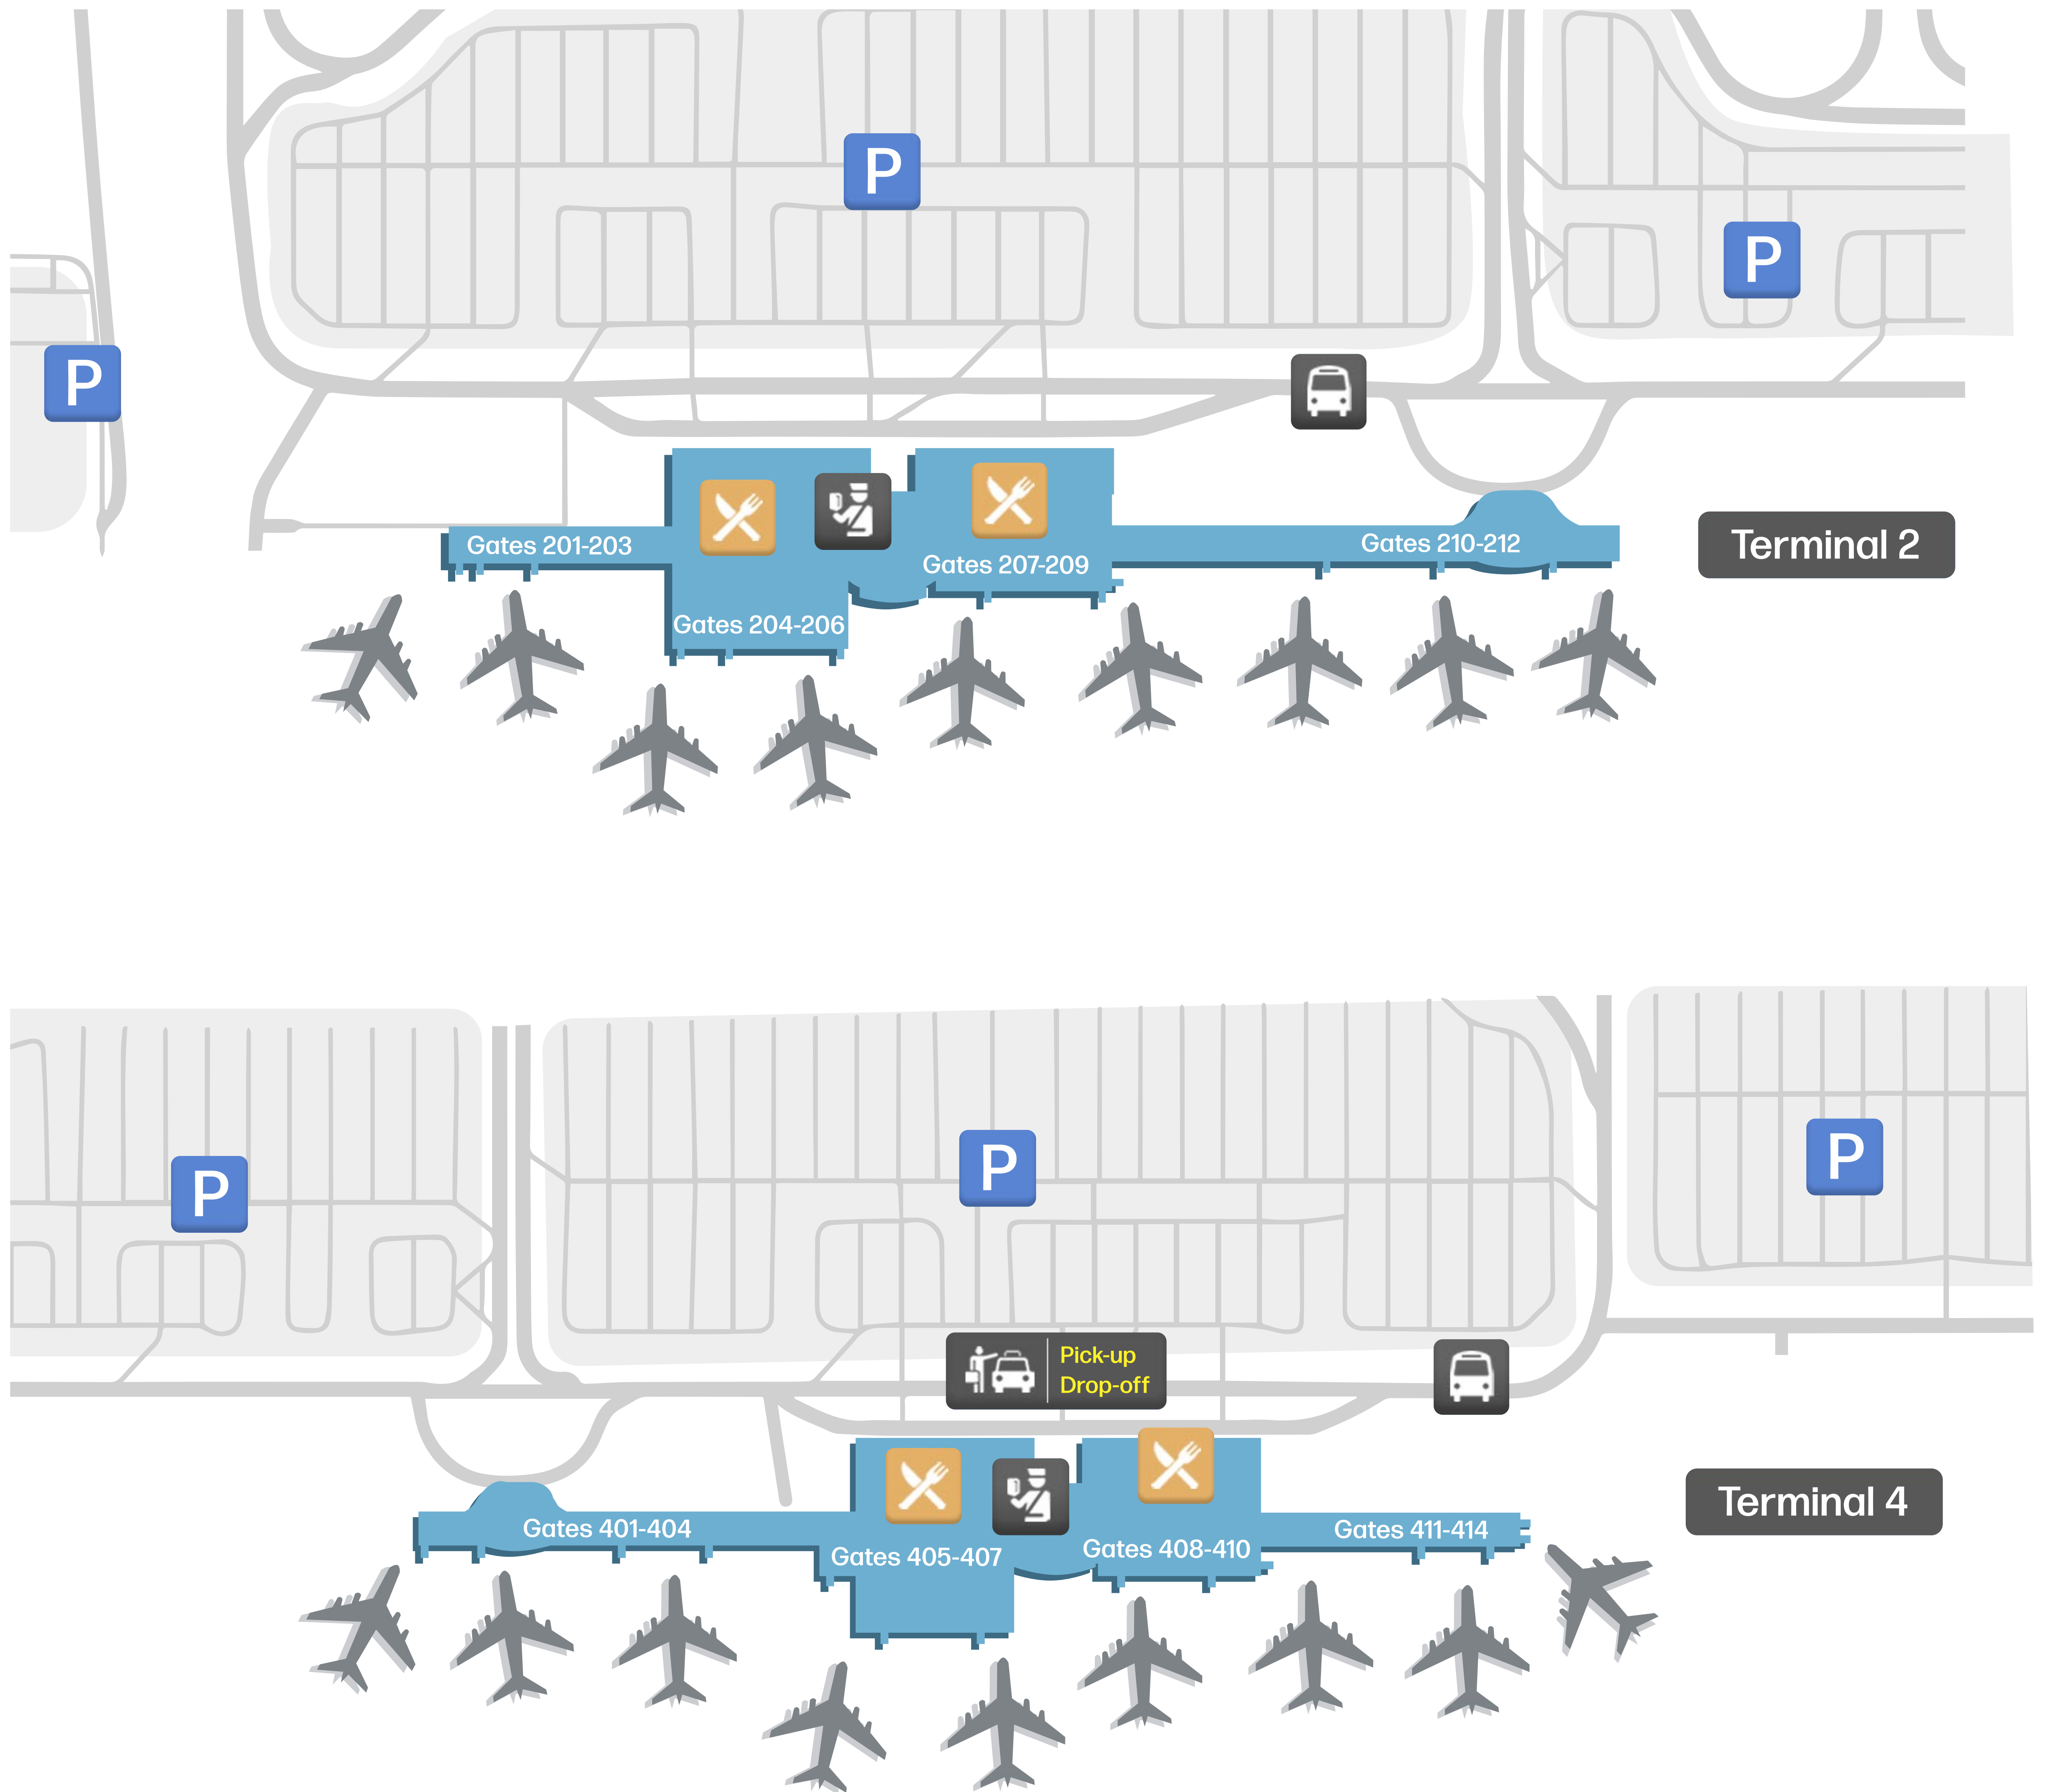 P
P
P
Gates 201-203
Gates 204-206
Gates 207-209
Gates 210-212
Terminal 2
P
P
P
Pick-up
Drop-off
Gates 401-404
Gates 405-407
Gates 408-410
Gates 411-414
Terminal 4